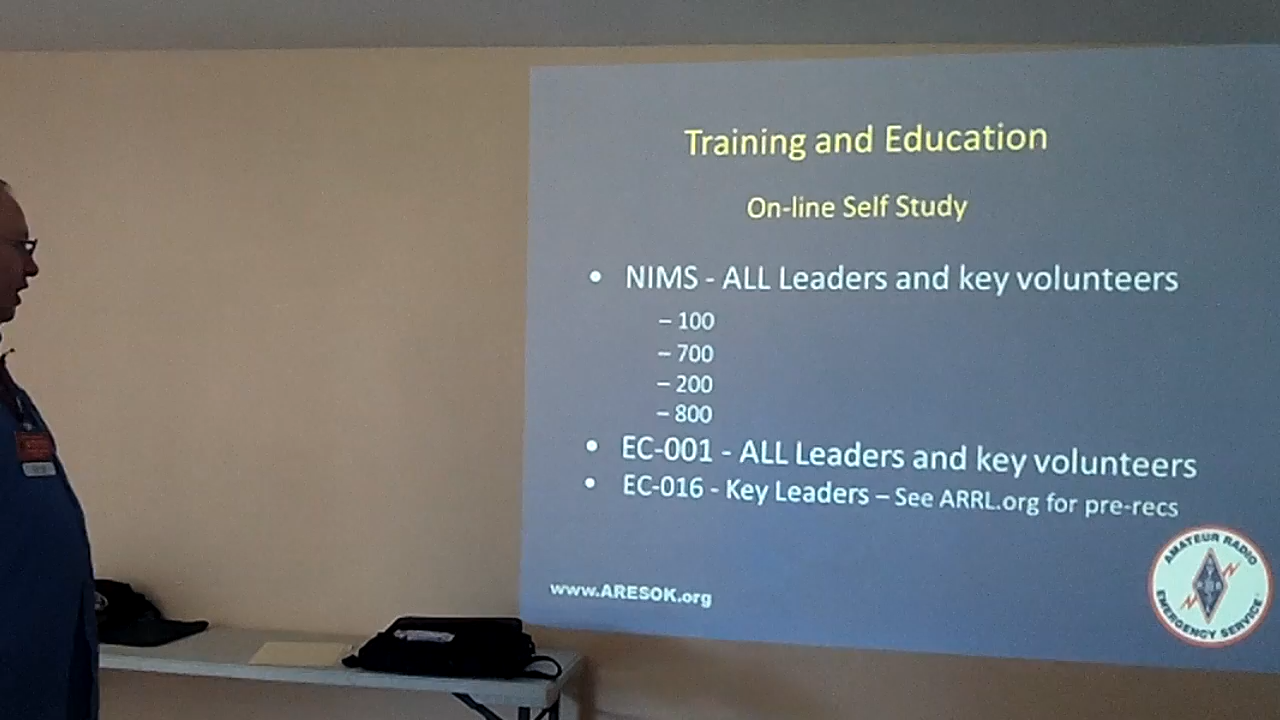 Training and Education
On-line Self Study
• NIMS - ALL Leaders and key volunteers
– 100
– 700
– 200
– 800
• EC-001 - ALL Leaders and key volunteers
• EC-016 - Key Leaders – See ARRL.org for pre-recs
www.ARESOK.org
AMATEUR RADIO
EMERGENCY SERVICE